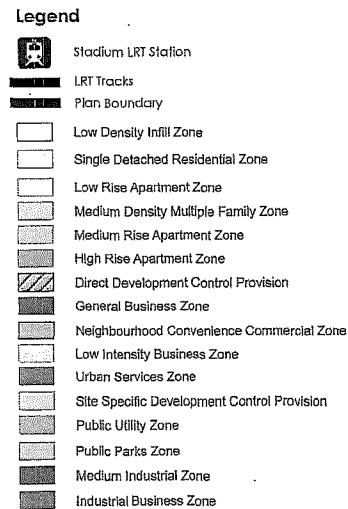 Legend
Stadium LRT Station
LRT Tracks
Plan Boundary
Low Density Infill Zone
Single Detached Residential Zone
Low Rise Apartment Zone
Medium Density Multiple Family Zone
Medium Rise Apartment Zone
High Rise Apartment Zone
Direct Development Control Provision
General Business Zone
Neighbourhood Convenience Commercial Zone
Low Intensity Business Zone
Urban Services Zone
Site Specific Development Control Provision
Public Utility Zone
Public Parks Zone
Medium Industrial Zone
Industrial Business Zone